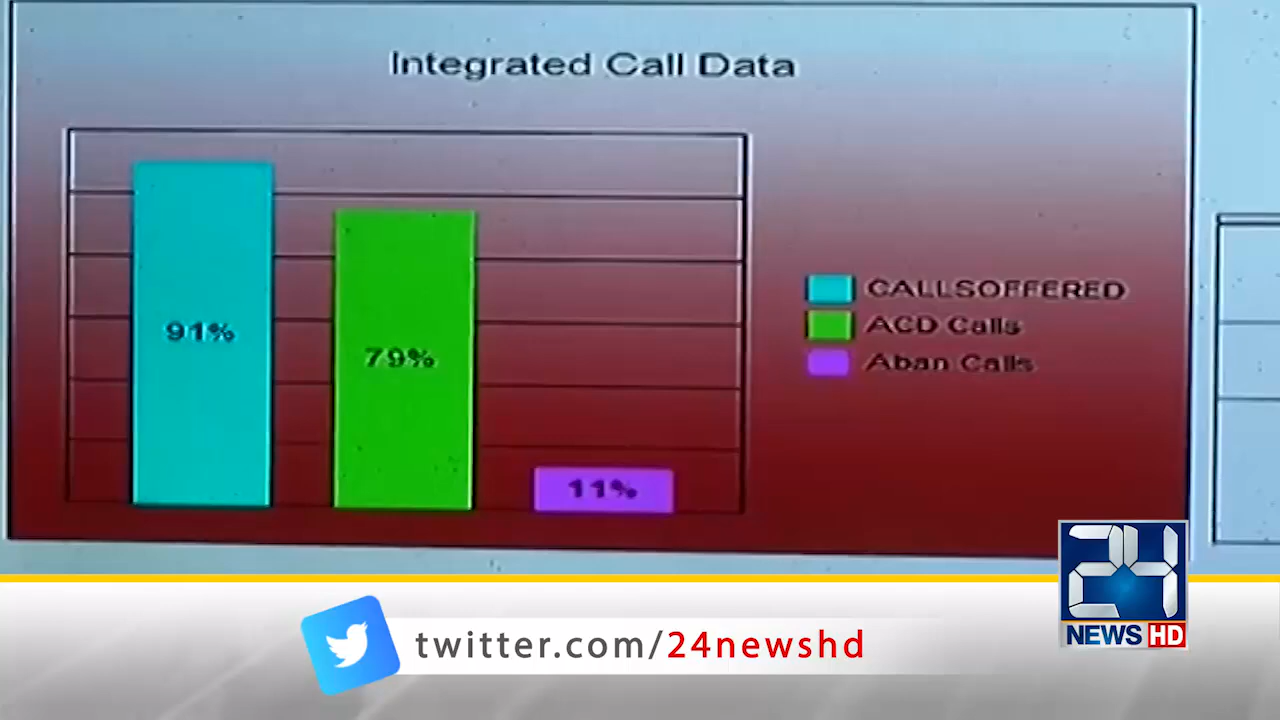 Integrated Call Data
91%
79%
11%
CALLSOFFERED
ACD Calls
Aban Calls
24
NEWS HD
twitter.com/24newshd